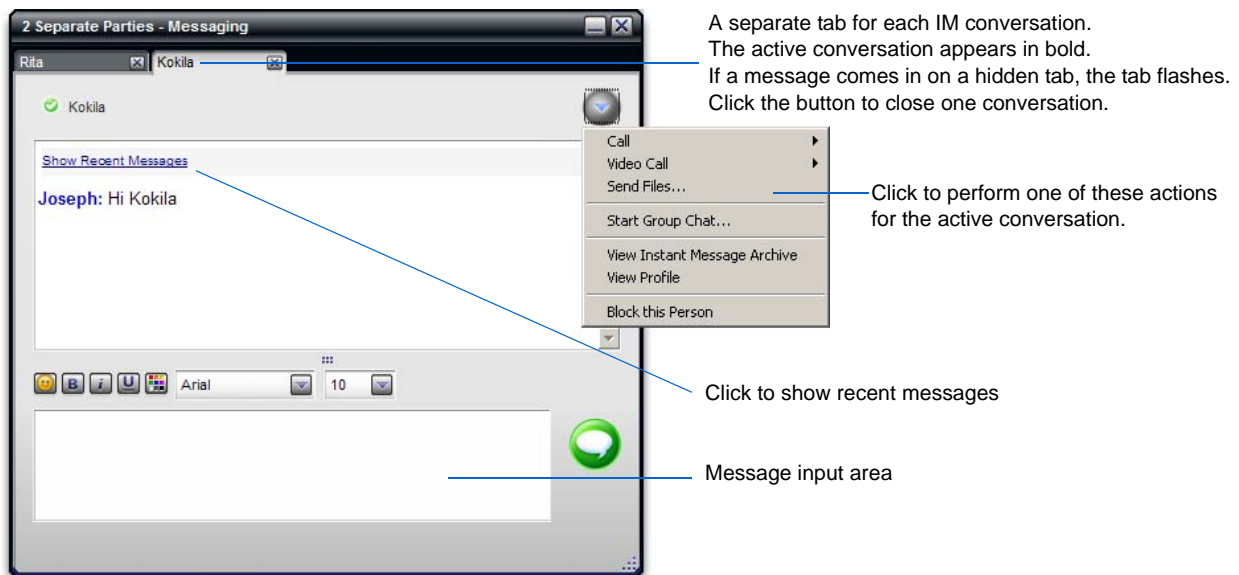 2 Separate Parties - Messaging
Rita
Kokila
Kokila
Show Recent Messages
Joseph: Hi Kokila
Call
Video Call
Send Files...
Start Group Chat...
View Instant Message Archive
View Profile
Block this Person
B i U Arial 10
A separate tab for each IM conversation.
The active conversation appears in bold.
If a message comes in on a hidden tab, the tab flashes.
Click the button to close one conversation.
Click to perform one of these actions
for the active conversation.
Click to show recent messages
Message input area